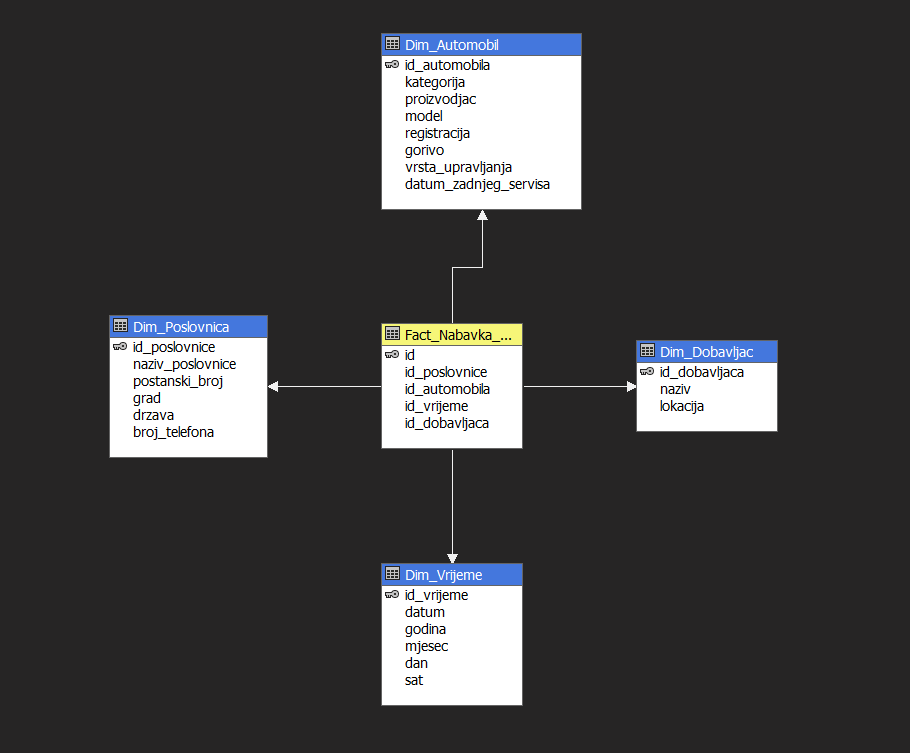 Dim_Automobil
id_automobila
kategorija
proizvodjac
model
registracija
gorivo
vrsta_upravljanja
datum_zadnjeg_servisa
Dim_Poslovnica
id_poslovnice
naziv_poslovnice
postanski_broj
grad
drzava
broj_telefona
Fact_Nabavka_...
id
id_poslovnice
id_automobila
id_vrijeme
id_dobavljaca
Dim_Dobavljac
id_dobavljaca
naziv
lokacija
Dim_Vrijeme
id_vrijeme
datum
godina
mjesec
dan
sat